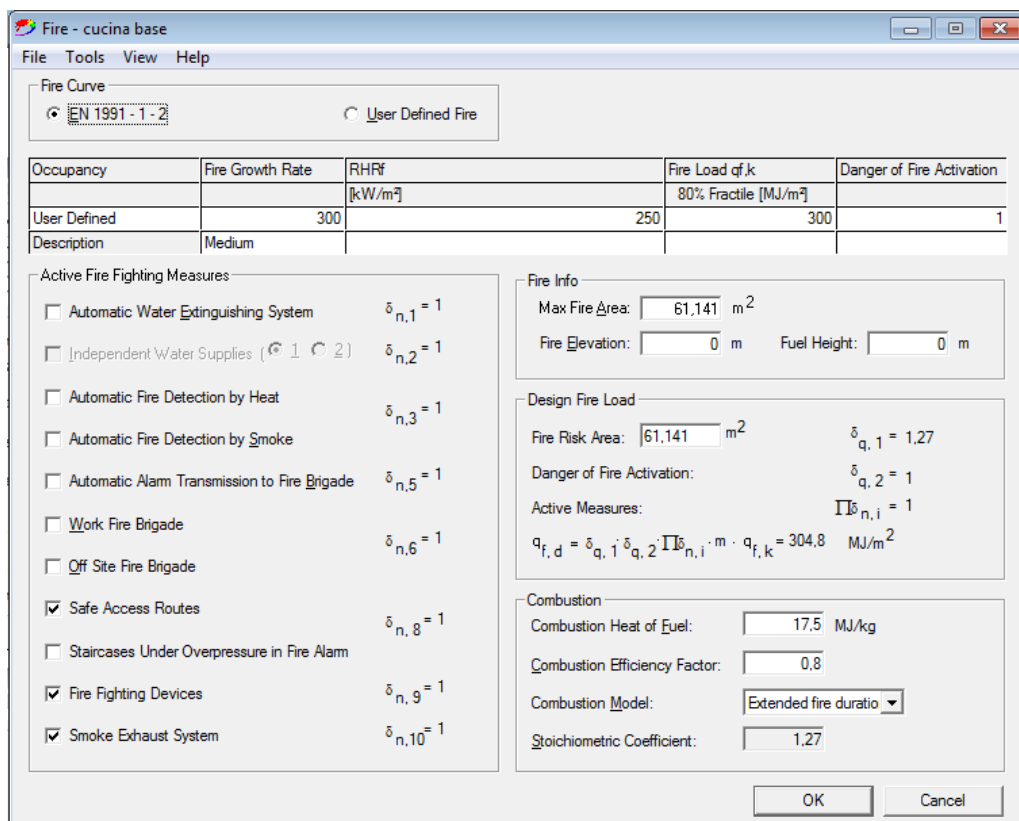 Fire - cucina base
File Tools View Help
Fire Curve
EN 1991 - 1 - 2 User Defined Fire
Occupancy Fire Growth Rate RHRf Fire Load qf,k Danger of Fire Activation
[kW/m²] 80% Fractile [MJ/m²]
User Defined 300 250 300 1
Description Medium
Active Fire Fighting Measures
Automatic Water Extinguishing System δn,1 = 1
Independent Water Supplies ( 1 2 ) δn,2 = 1
Automatic Fire Detection by Heat
δn,3 = 1
Automatic Fire Detection by Smoke
Automatic Alarm Transmission to Fire Brigade δn,5 = 1
Work Fire Brigade
δn,6 = 1
Off Site Fire Brigade
Safe Access Routes
δn, 8 = 1
Staircases Under Overpressure in Fire Alarm
Fire Fighting Devices δn, 9 = 1
Smoke Exhaust System δn,10 = 1
Fire Info
Max Fire Area: 61,141 m2
Fire Elevation: 0 m Fuel Height: 0 m
Design Fire Load
Fire Risk Area: 61,141 m2 δq, 1 = 1,27
Danger of Fire Activation: δq, 2 = 1
Active Measures: ∏δn, i = 1
qf, d = δq, 1 · δq, 2 · ∏δn, i · m · qf, k = 304,8 MJ/m2
Combustion
Combustion Heat of Fuel: 17,5 MJ/kg
Combustion Efficiency Factor: 0,8
Combustion Model: Extended fire duratio
Stoichiometric Coefficient: 1,27
OK Cancel